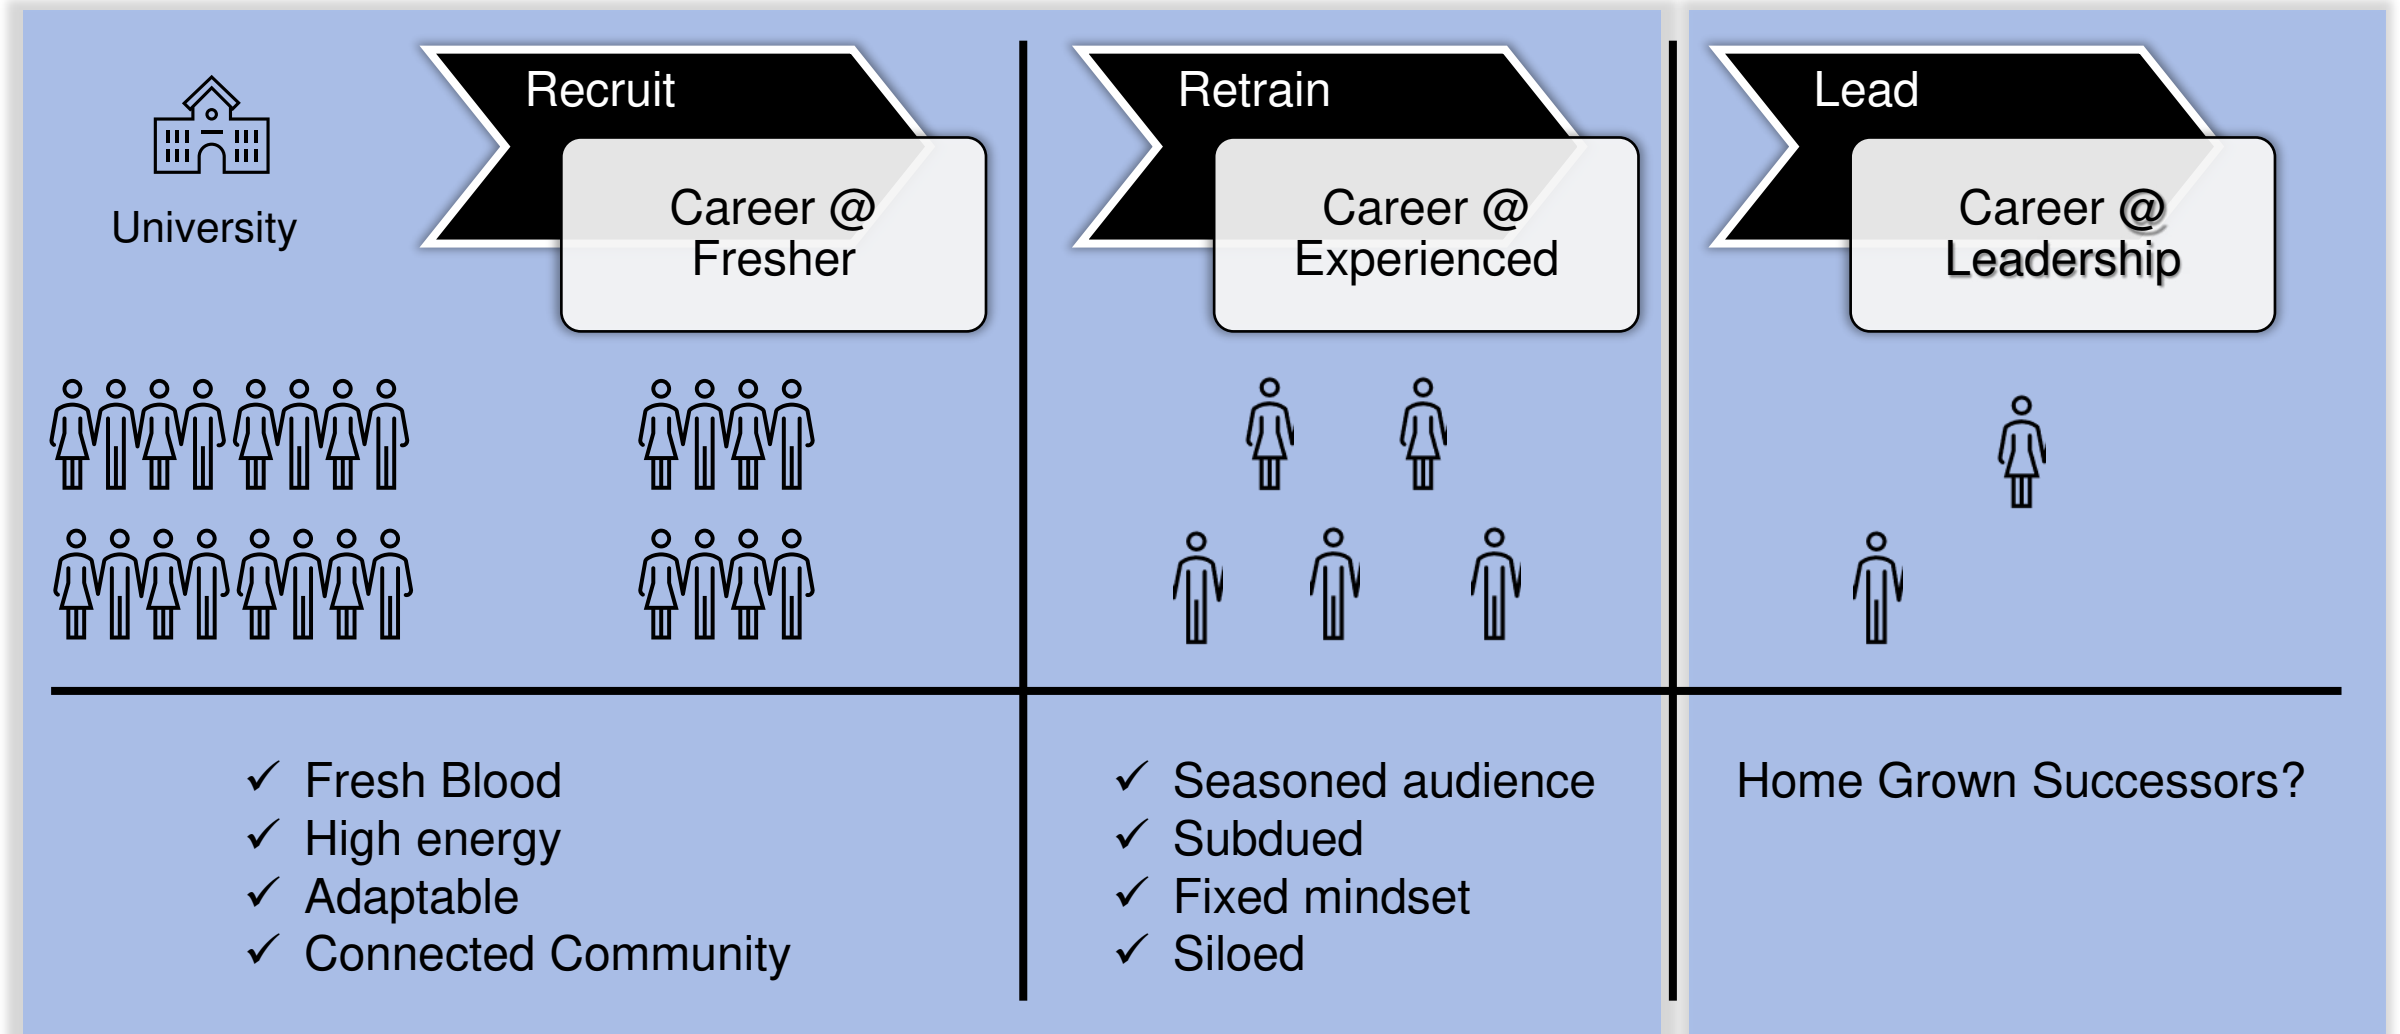 University
Recruit
Career @
Fresher
Retrain
Career @
Experienced
Lead
Career @
Leadership
✓ Fresh Blood
✓ High energy
✓ Adaptable
✓ Connected Community
✓ Seasoned audience
✓ Subdued
✓ Fixed mindset
✓ Siloed
Home Grown Successors?